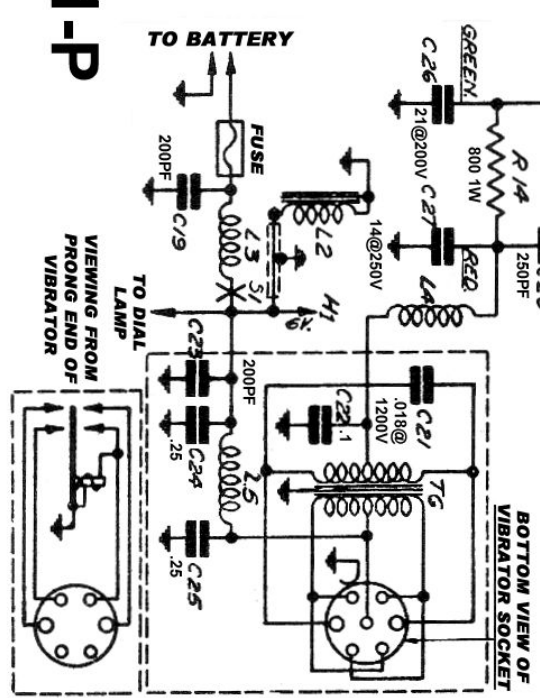 I-P
TO BATTERY
GREEN
C26
21@200V
R14
800 1W
FUSE
200PF
C19
C27
RED
250PF
14@250V
L2
L3
S1
L4
H1
6V.
TO DIAL
LAMP
VIEWING FROM
PRONG END OF
VIBRATOR
C23
200PF
C24
.25
L5
C25
.25
C22
.1
C21
.018@
1200V
T6
BOTTOM VIEW OF
VIBRATOR SOCKET